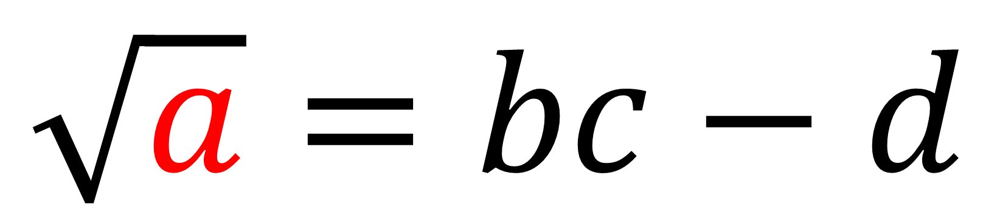 √a = bc − d